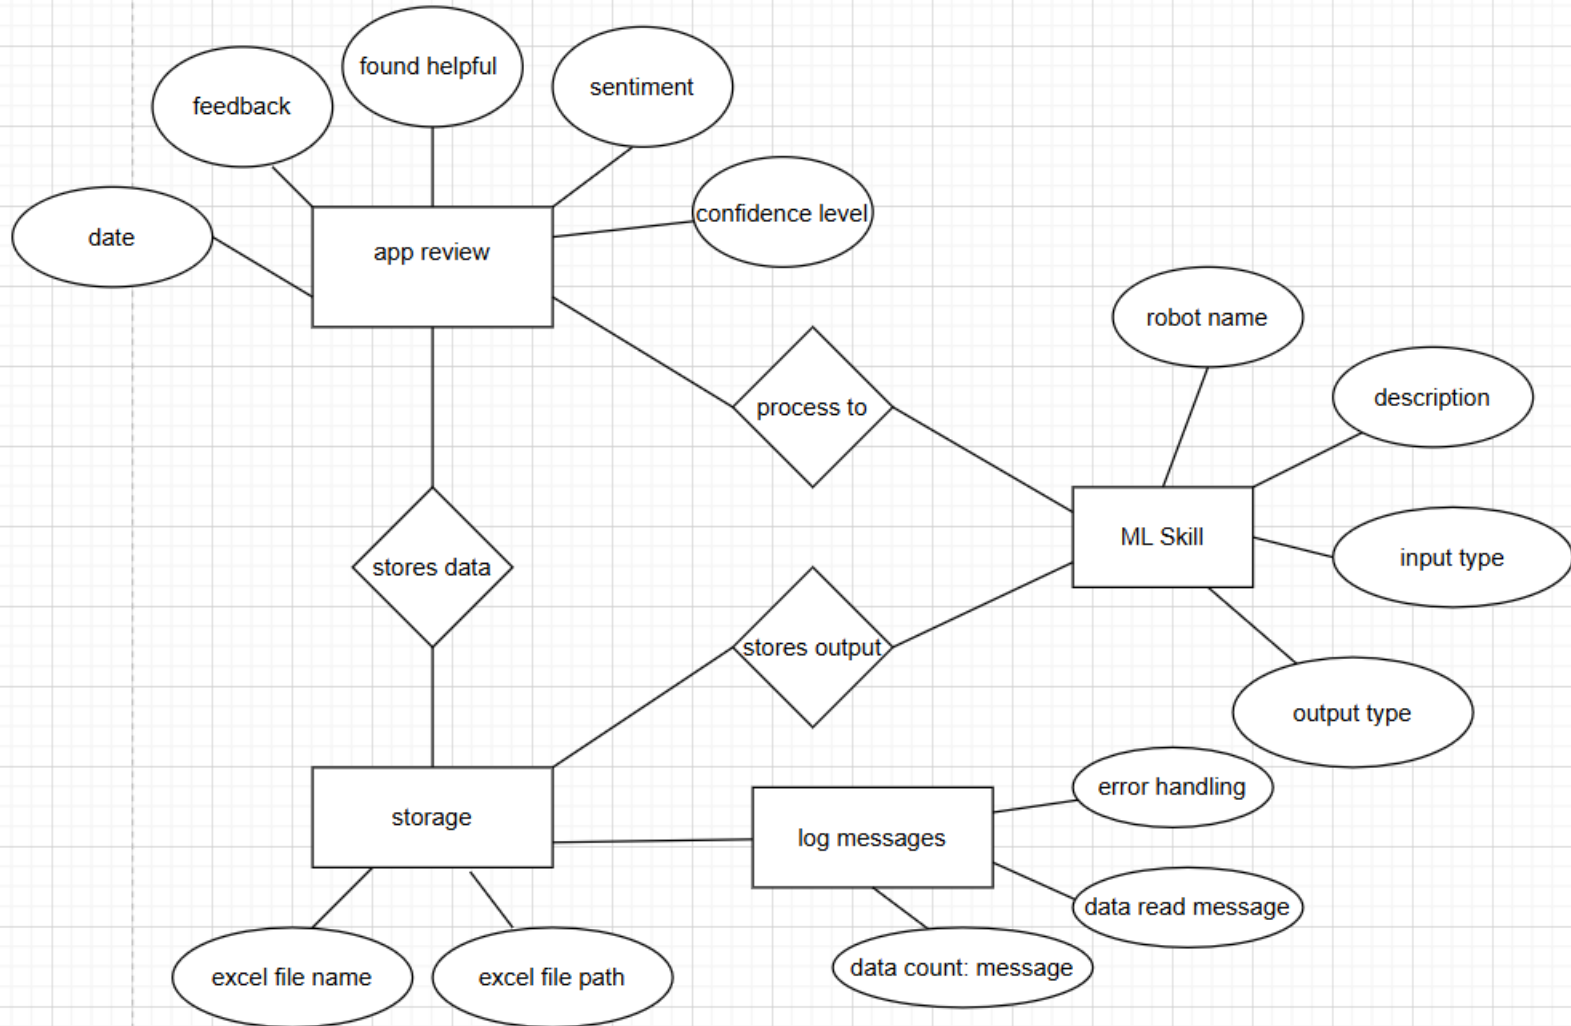 found helpful
sentiment
feedback
confidence level
date
app review
robot name
description
process to
ML Skill
input type
stores data
stores output
output type
error handling
storage
log messages
data read message
data count: message
excel file name
excel file path